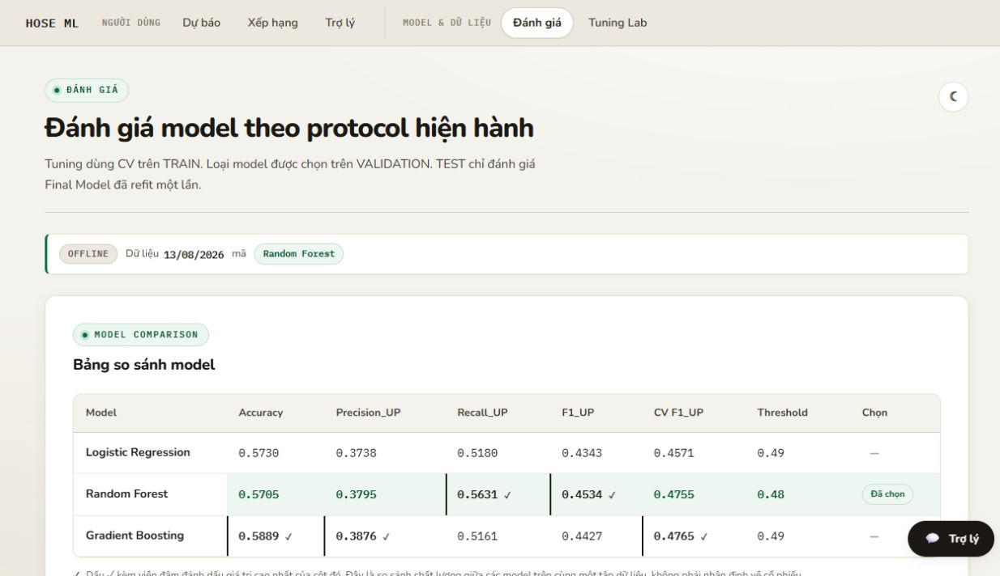 HOSE ML NGƯỜI DÙNG Dự báo Xếp hạng Trợ lý MODEL & DỮ LIỆU Đánh giá Tuning Lab
ĐÁNH GIÁ
Đánh giá model theo protocol hiện hành
Tuning dùng CV trên TRAIN. Loại model được chọn trên VALIDATION. TEST chỉ đánh giá
Final Model đã refit một lần.
OFFLINE Dữ liệu 13/08/2026 mã Random Forest
MODEL COMPARISON
Bảng so sánh model
Model Accuracy Precision_UP Recall_UP F1_UP CV F1_UP Threshold Chọn
Logistic Regression 0.5730 0.3738 0.5180 0.4343 0.4571 0.49 —
Random Forest 0.5705 0.3795 0.5631 ✓ 0.4534 ✓ 0.4755 0.48 Đã chọn
Gradient Boosting 0.5889 ✓ 0.3876 ✓ 0.5161 0.4427 0.4765 ✓ 0.49 —
Trợ lý
✓ Dấu ✓ kèm viền đậm đánh dấu giá trị cao nhất của cột đó. Đây là so sánh chất lượng giữa các model trên cùng một tập dữ liệu, không phải nhận định về cổ phiếu.